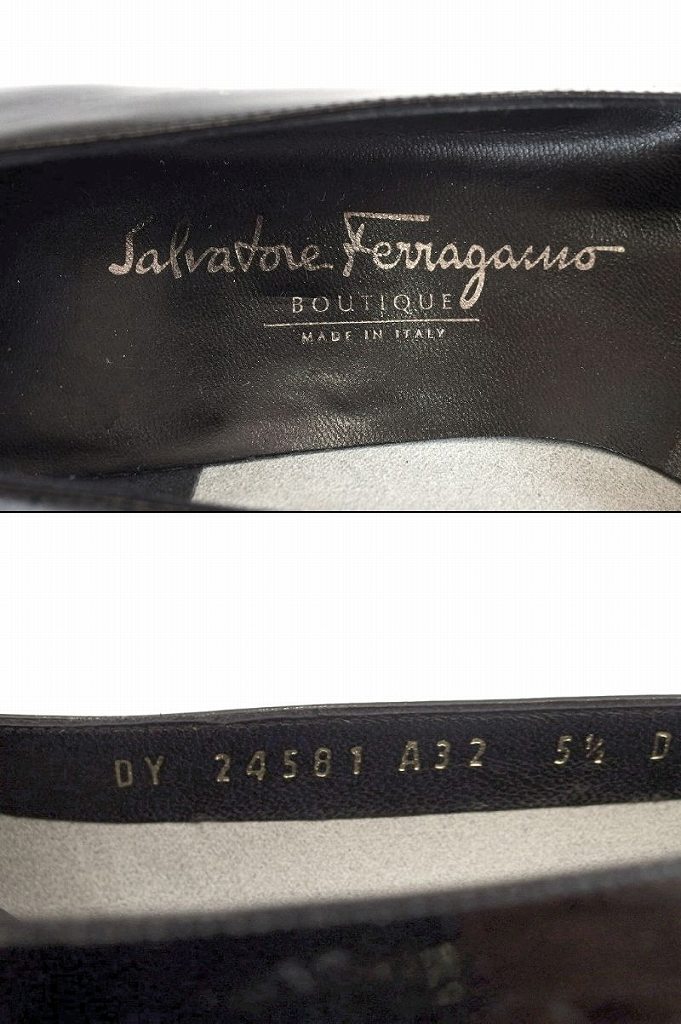 Salvatore Ferragamo
BOUTIQUE
MADE IN ITALY
DY 24581 A32 5½ D